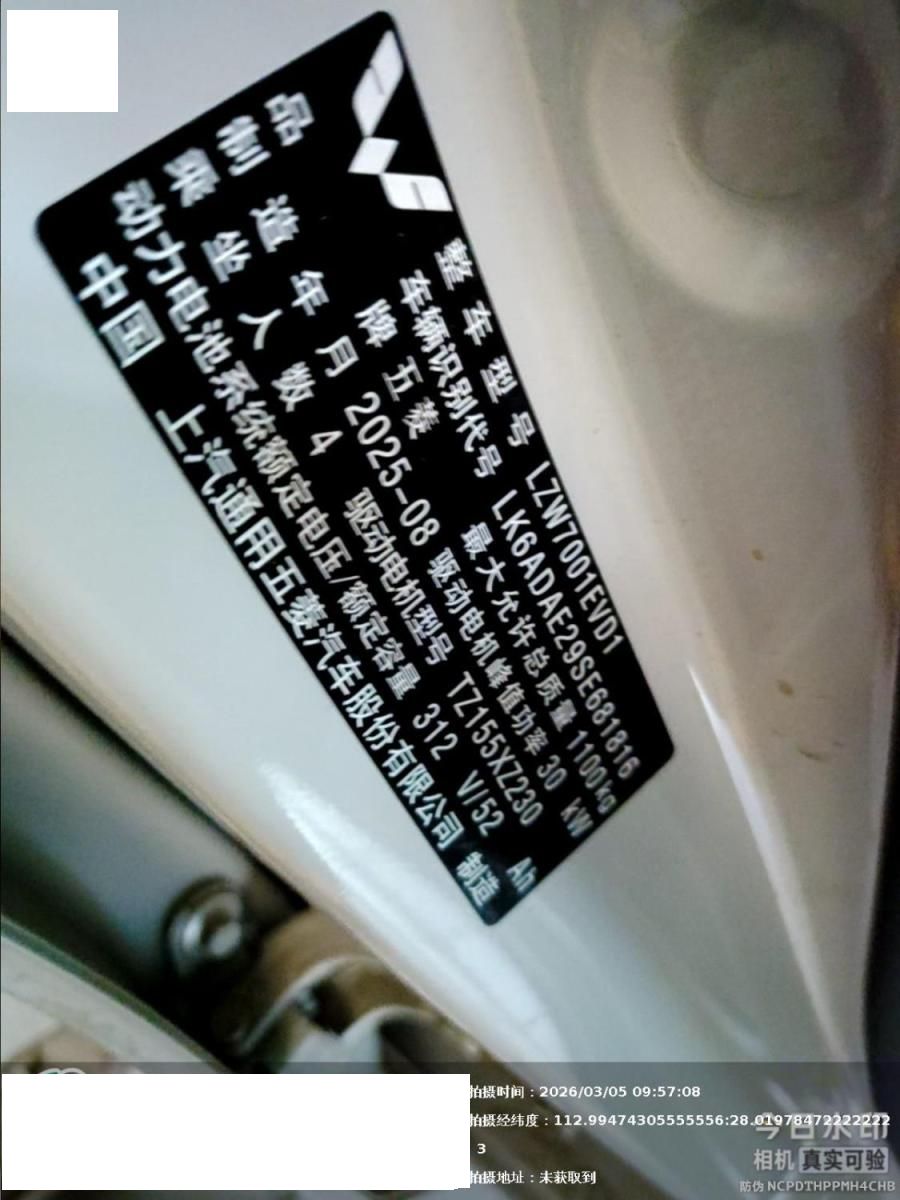 整车型号 LZW7001EVD1
车辆识别代号 LK6ADAE29SE681816
品牌 五菱 最大允许总质量 1100kg
制造年月 2025-08 驱动电机峰值功率 30 kW
乘坐人数 4 驱动电机型号 TZ155XZ230
动力电池系统额定电压/额定容量 312 V/52 Ah
中国 上汽通用五菱汽车股份有限公司 制造
拍摄时间：2026/03/05 09:57:08
拍摄经纬度：112.99474305555556:28.01978472222222
3
拍摄地址：未获取到
今日水印
相机 真实可验
防伪 NCPDTHPPMH4CHB